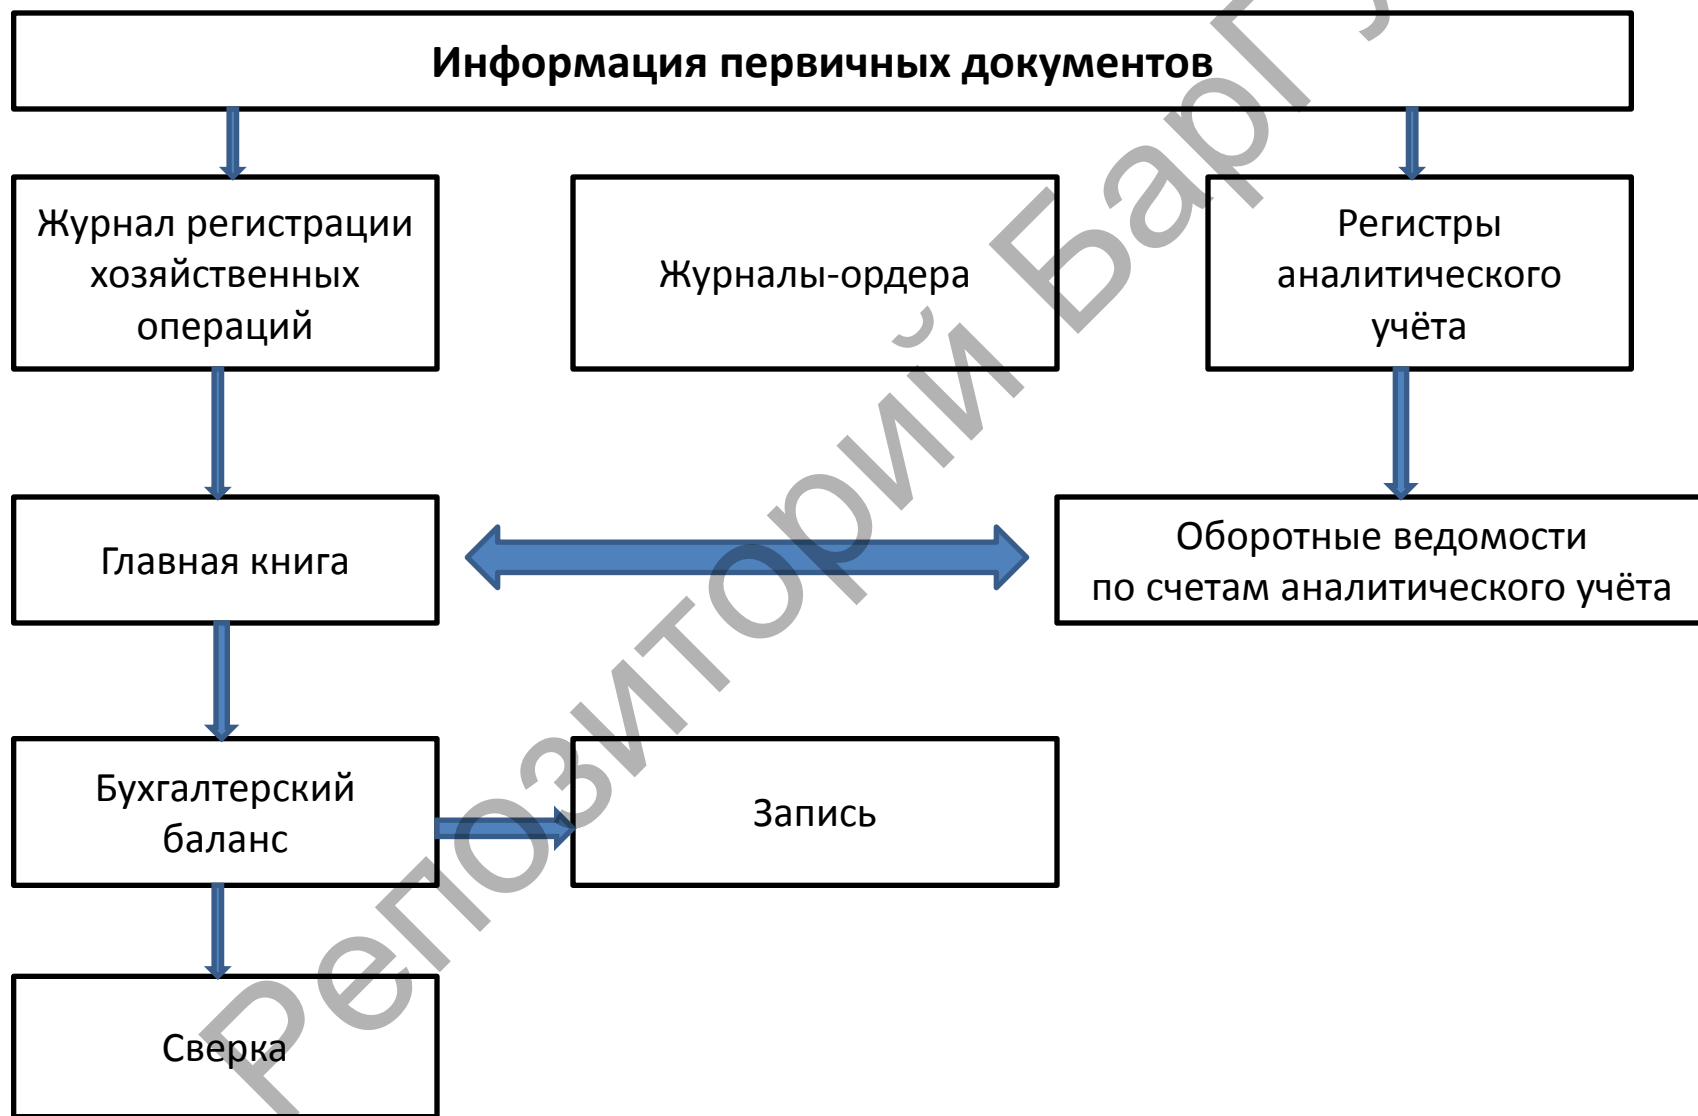 Информация первичных документов
Журнал регистрации
хозяйственных
операций
Журналы-ордера
Регистры
аналитического
учёта
Главная книга
Оборотные ведомости
по счетам аналитического учёта
Бухгалтерский
баланс
Запись
Сверка
Репозиторий БарГУ